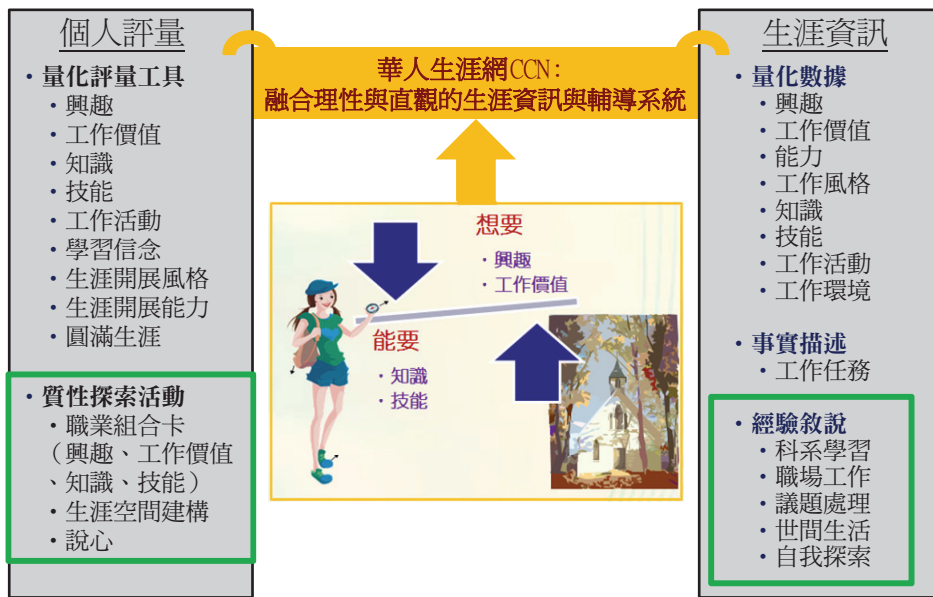 個人評量
・量化評量工具
・興趣
・工作價值
・知識
・技能
・工作活動
・學習信念
・生涯開展風格
・生涯開展能力
・圓滿生涯
・質性探索活動
・職業組合卡
（興趣、工作價值
、知識、技能）
・生涯空間建構
・說心
華人生涯網CCN：
融合理性與直觀的生涯資訊與輔導系統
想要
・興趣
・工作價值
能要
・知識
・技能
生涯資訊
・量化數據
・興趣
・工作價值
・能力
・工作風格
・知識
・技能
・工作活動
・工作環境
・事實描述
・工作任務
・經驗敘說
・科系學習
・職場工作
・議題處理
・世間生活
・自我探索